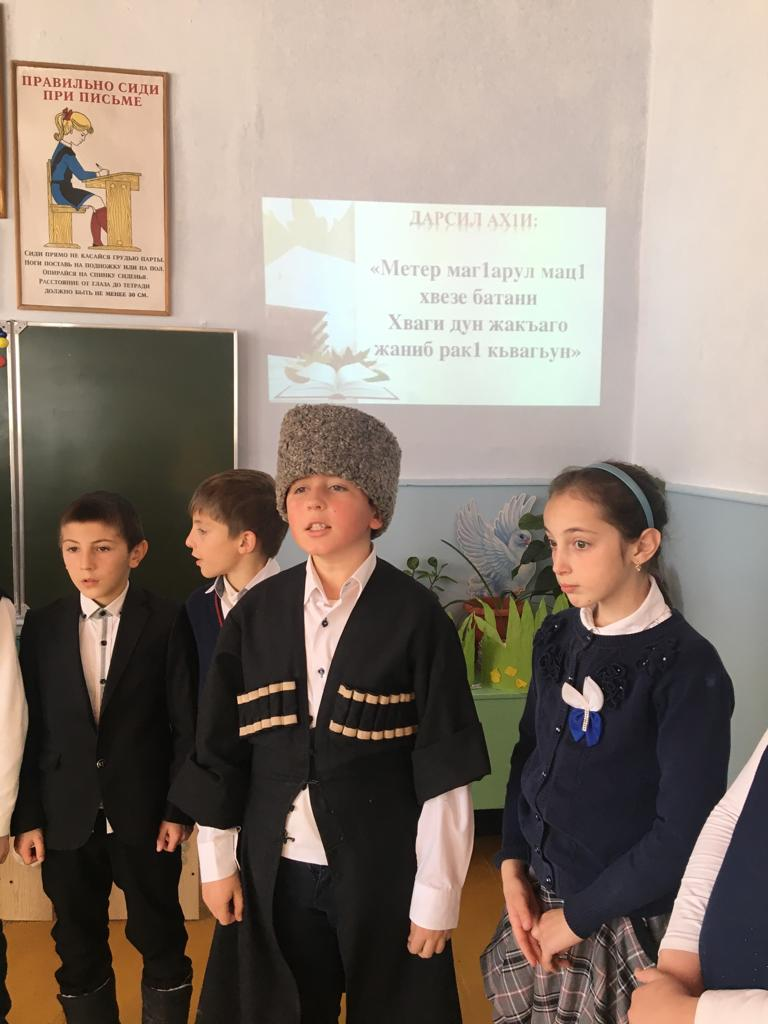 ПРАВИЛЬНО СИДИ
ПРИ ПИСЬМЕ
СИДИ ПРЯМО НЕ КАСАЙСЯ ГРУДЬЮ ПАРТЫ.
НОГИ ПОСТАВЬ НА ПОДНОЖКУ ИЛИ НА ПОЛ.
ОПИРАЙСЯ НА СПИНКУ СИДЕНЬЯ.
РАССТОЯНИЕ ОТ ГЛАЗА ДО ТЕТРАДИ
ДОЛЖНО БЫТЬ НЕ МЕНЕЕ 30 СМ.
ДАРСИЛ АХ1И:
«Метер маг1арул мац1
хвезе батани
Хваги дун жакъаго
жаниб рак1 кьвагьун»